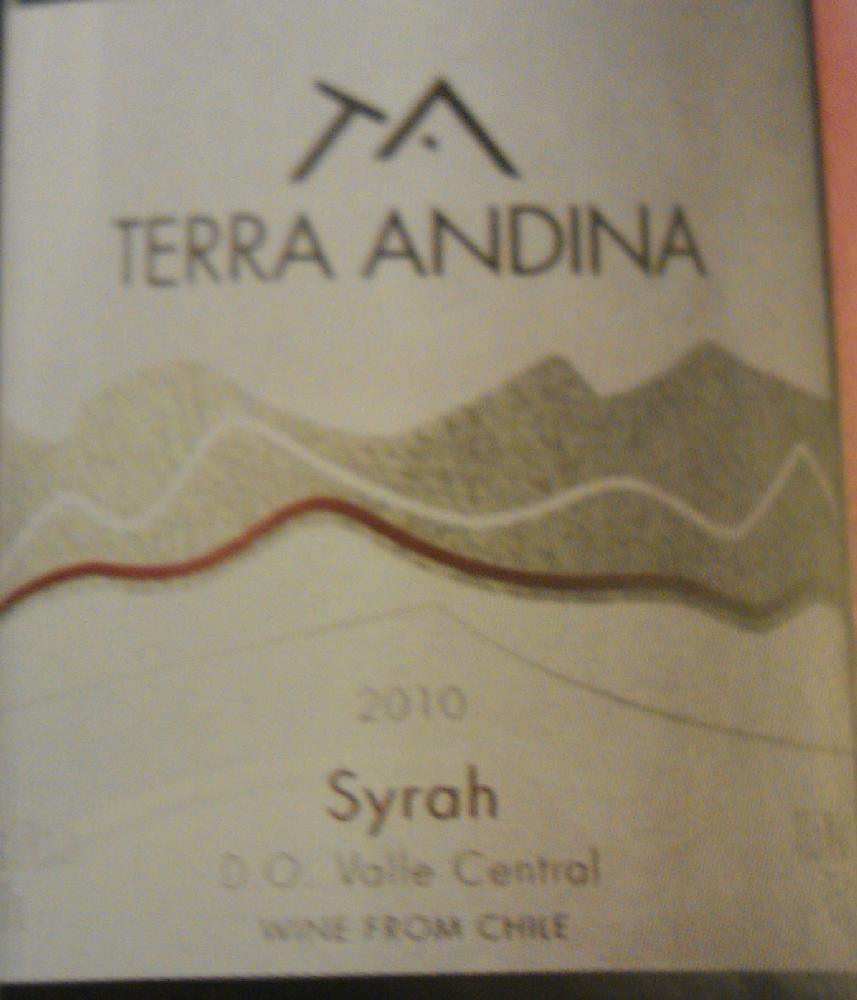 TA
TERRA ANDINA
2010
Syrah
D.O. Valle Central
WINE FROM CHILE